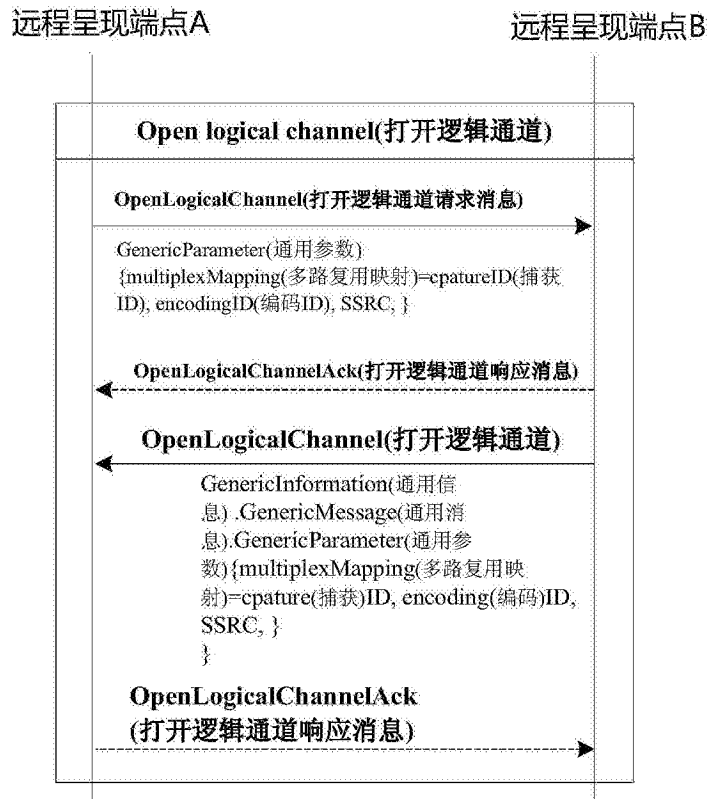 远程呈现端点A
远程呈现端点B
Open logical channel(打开逻辑通道)
OpenLogicalChannel(打开逻辑通道请求消息)
GenericParameter(通用参数}
{multiplexMapping(多路复用映射)=cpatureID(捕获
ID), encodingID(编码ID), SSRC, }
OpenLogicalChannelAck(打开逻辑通道响应消息)
OpenLogicalChannel(打开逻辑通道)
GenericInformation(通用信
息) .GenericMessage(通用消
息).GenericParameter(通用参
数){multiplexMapping(多路复用映
射)=cpature(捕获)ID, encoding(编码)ID,
SSRC, }
}
OpenLogicalChannelAck
(打开逻辑通道响应消息)